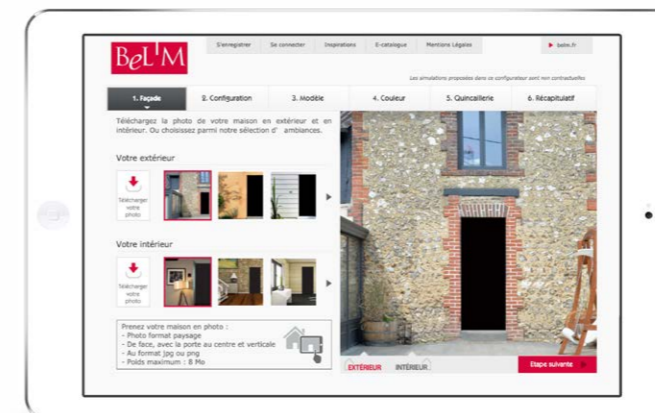 BeL'M
S'enregistrer Se connecter Inspirations E-catalogue Mentions Légales
belm.fr
Les simulations proposées dans ce configurateur sont non contractuelles
1. Façade 2. Configuration 3. Modèle 4. Couleur 5. Quincaillerie 6. Récapitulatif
Téléchargez la photo de votre maison en extérieur et en
intérieur. Ou choisissez parmi notre sélection d' ambiances.
Votre extérieur
Télécharger
votre
photo
Votre intérieur
Télécharger
votre
photo
Prenez votre maison en photo :
- Photo format paysage
- De face, avec la porte au centre et verticale
- Au format jpg ou png
- Poids maximum : 8 Mo
EXTÉRIEUR INTÉRIEUR
Etape suivante